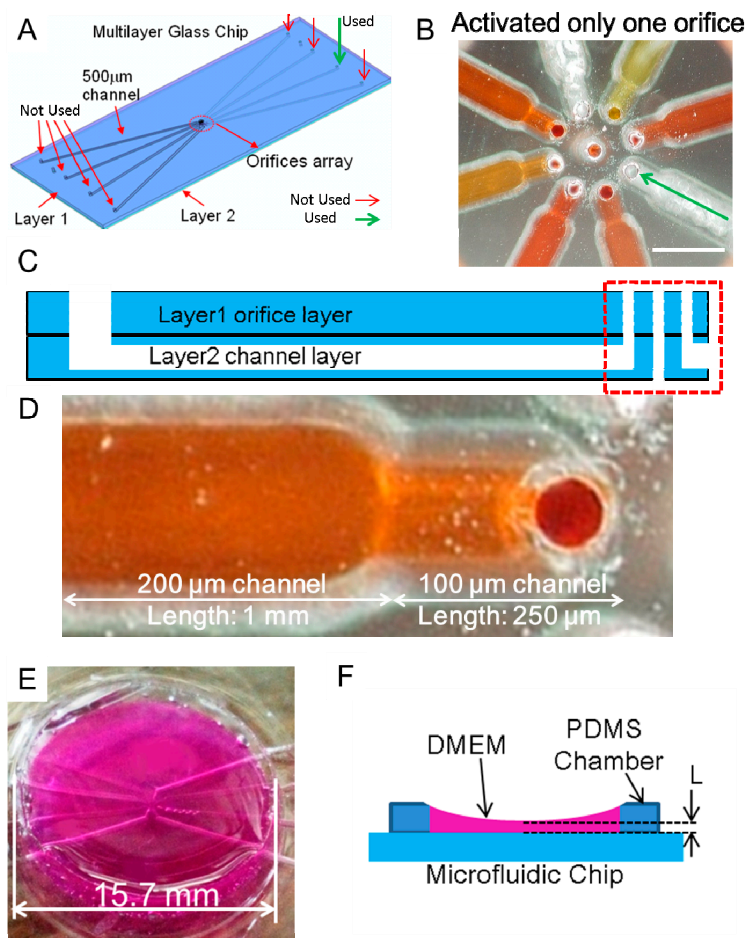 A
Multilayer Glass Chip
Used
500µm
channel
Not Used
Orifices array
Layer 1
Layer 2
Not Used
Used
B
Activated only one orifice
C
Layer1 orifice layer
Layer2 channel layer
D
200 µm channel
Length: 1 mm
100 µm channel
Length: 250 µm
E
15.7 mm
F
DMEM
PDMS
Chamber
L
Microfluidic Chip